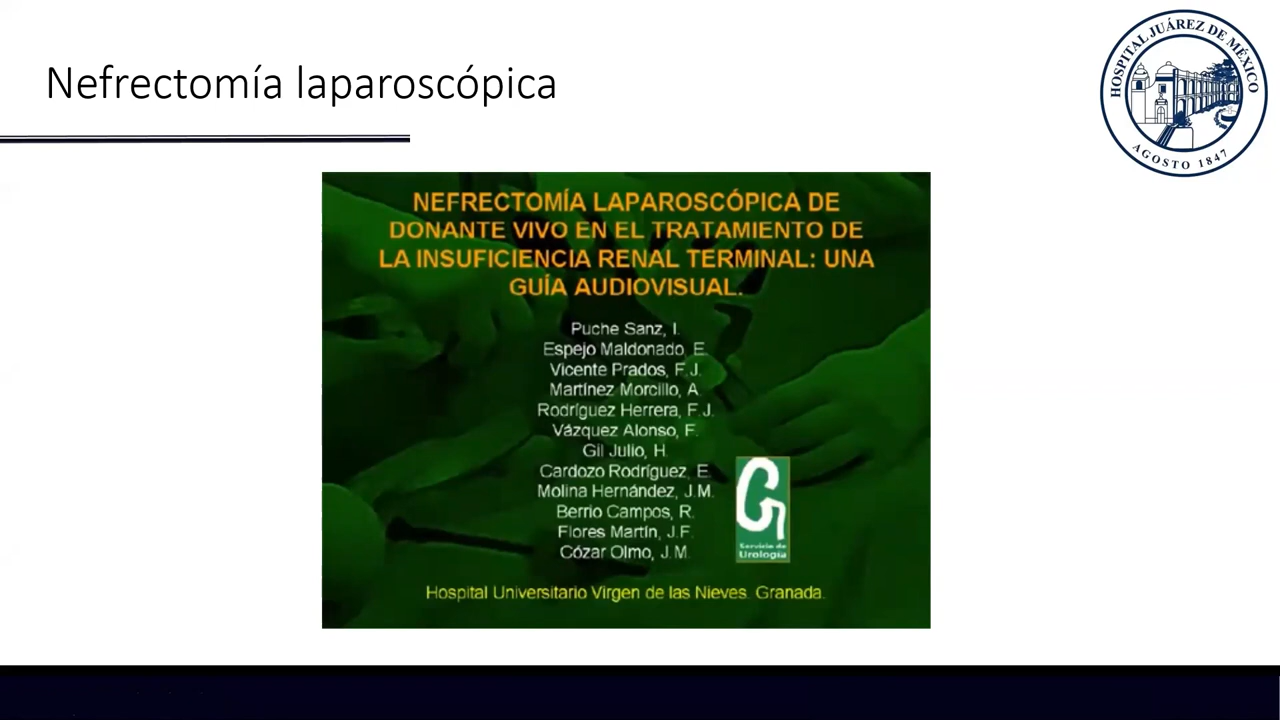 Nefrectomía laparoscópica
HOSPITAL JUÁREZ DE MÉXICO
AGOSTO 1847
NEFRECTOMÍA LAPAROSCÓPICA DE
DONANTE VIVO EN EL TRATAMIENTO DE
LA INSUFICIENCIA RENAL TERMINAL: UNA
GUÍA AUDIOVISUAL.
Puche Sanz, I.
Espejo Maldonado, E.
Vicente Prados, F.J.
Martínez Morcillo, A.
Rodríguez Herrera, F.J.
Vázquez Alonso, F.
Gil Julio, H.
Cardozo Rodríguez, E.
Molina Hernández, J.M.
Berrio Campos, R.
Flores Martín, J.F.
Cózar Olmo, J.M.
Servicio de
Urología
Hospital Universitario Virgen de las Nieves. Granada.